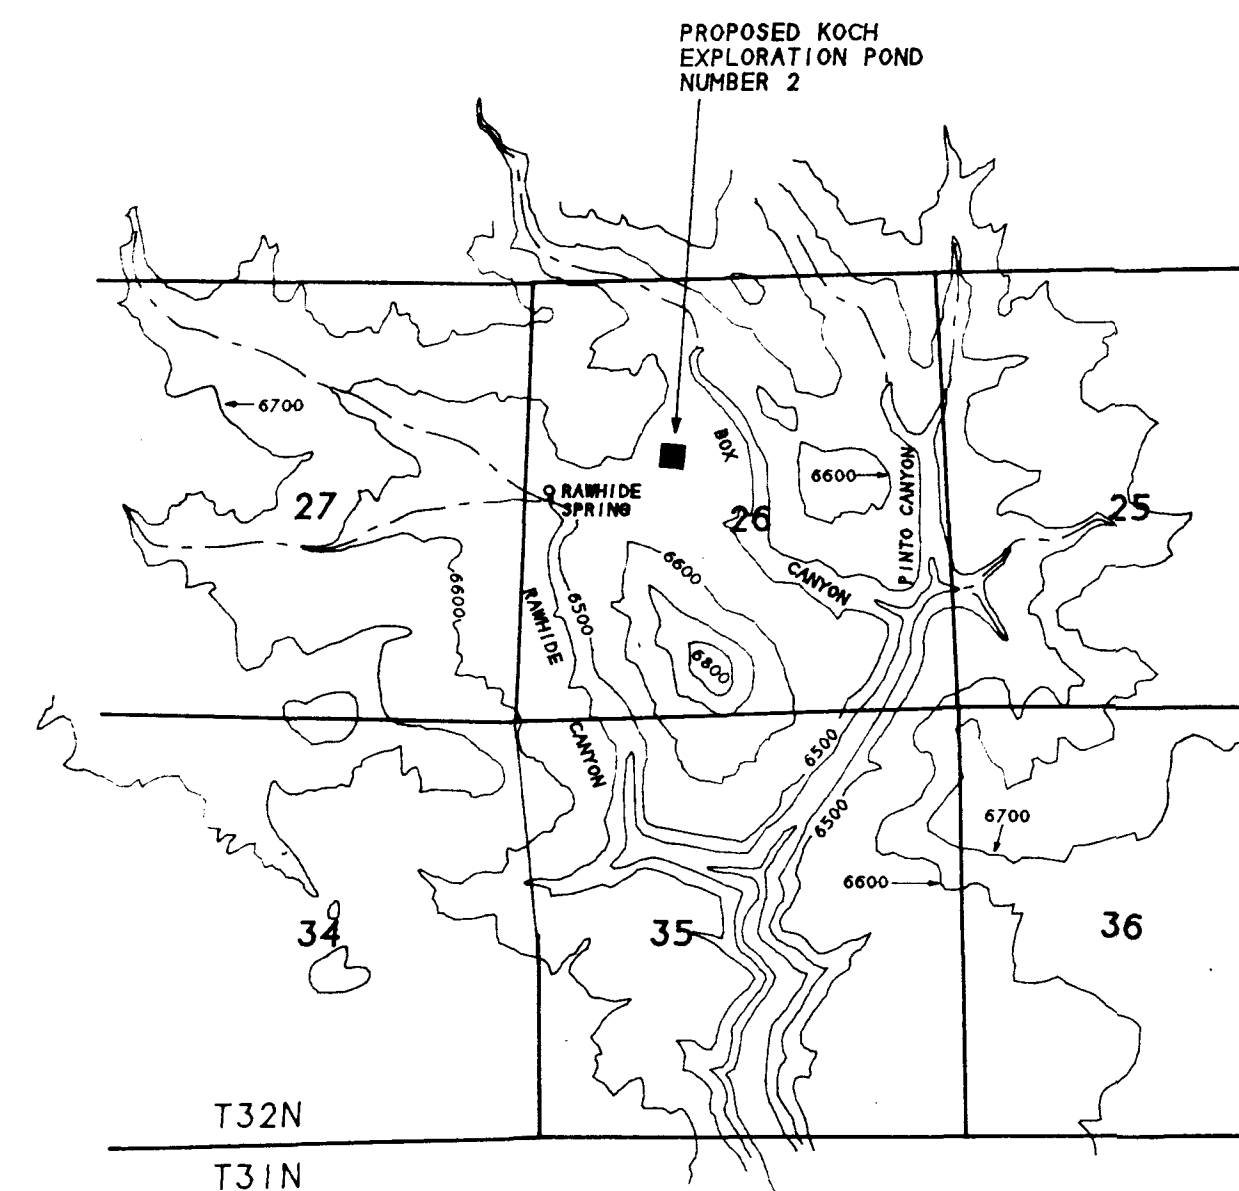 PROPOSED KOCH
EXPLORATION POND
NUMBER 2
6700
BOX
6600
PINTO CANYON
RAWHIDE
SPRING
27
26
25
6600
6600
CANYON
RAWHIDE
6500
6800
CANYON
6500
6500
6700
6600
34
35
36
T32N
T31N